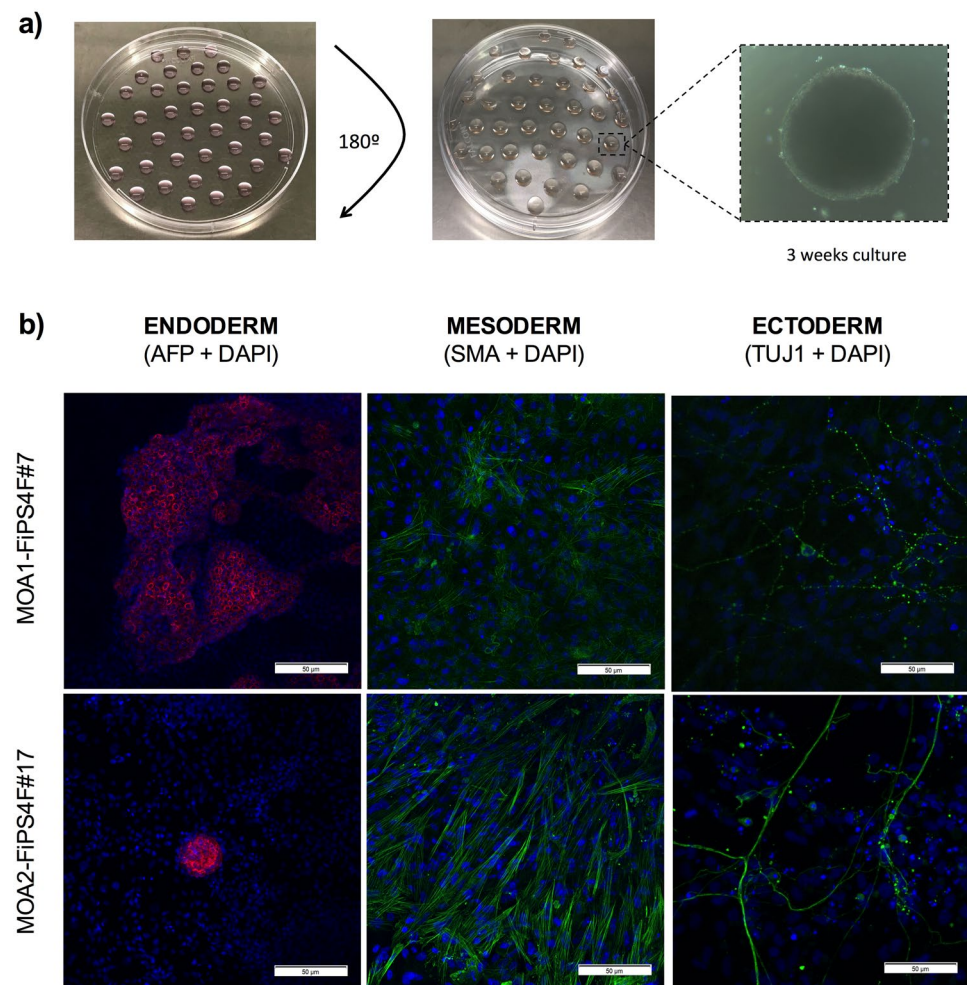 a)
180º
3 weeks culture
b)
ENDODERM
(AFP + DAPI)
MESODERM
(SMA + DAPI)
ECTODERM
(TUJ1 + DAPI)
MOA1-FiPS4F#7
50 µm
50 µm
50 µm
MOA2-FiPS4F#17
50 µm
50 µm
50 µm